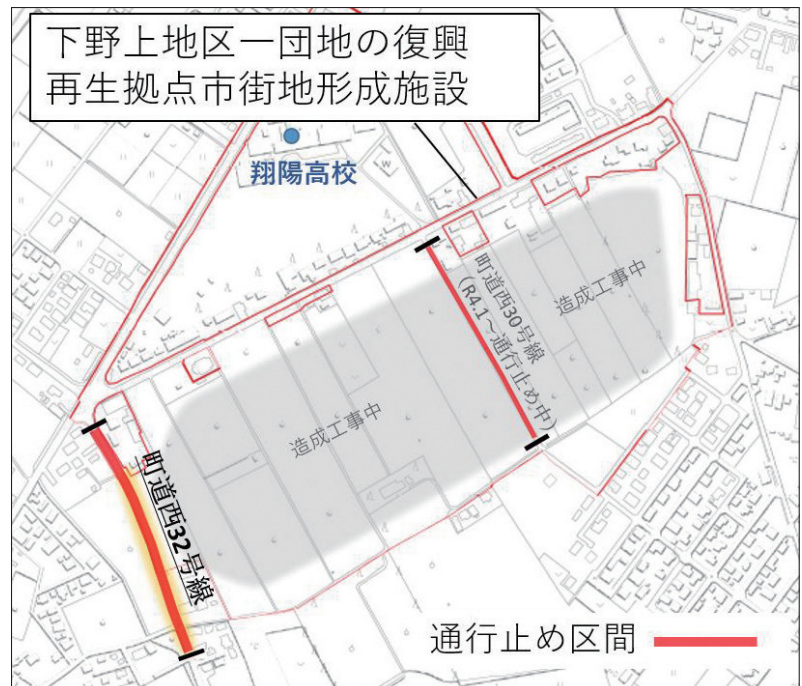 下野上地区一団地の復興
再生拠点市街地形成施設
翔陽高校
W
造成工事中
町道西30号線
（R4.1～通行止め中）
造成工事中
町道西32号線
通行止め区間